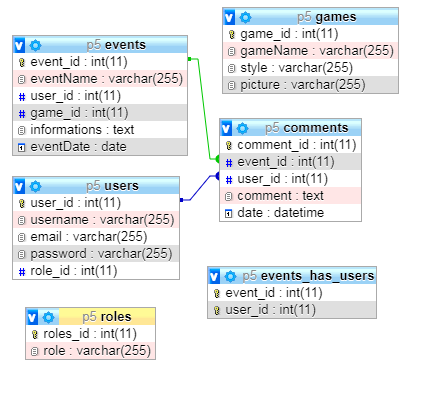 p5 games
game_id : int(11)
gameName : varchar(255)
style : varchar(255)
picture : varchar(255)
p5 events
event_id : int(11)
eventName : varchar(255)
user_id : int(11)
game_id : int(11)
informations : text
eventDate : date
p5 comments
comment_id : int(11)
event_id : int(11)
user_id : int(11)
comment : text
date : datetime
p5 users
user_id : int(11)
username : varchar(255)
email : varchar(255)
password : varchar(255)
role_id : int(11)
p5 events_has_users
event_id : int(11)
user_id : int(11)
p5 roles
roles_id : int(11)
role : varchar(255)